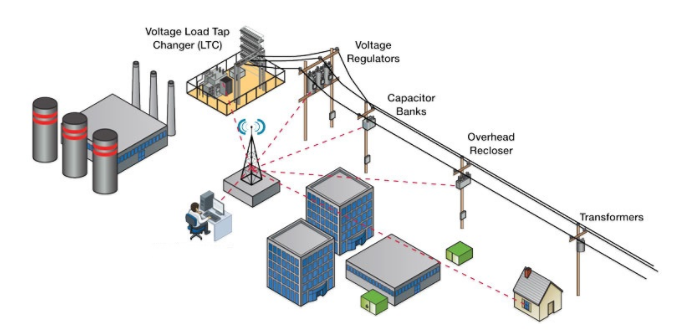 Voltage Load Tap
Changer (LTC)
Voltage
Regulators
Capacitor
Banks
Overhead
Recloser
Transformers